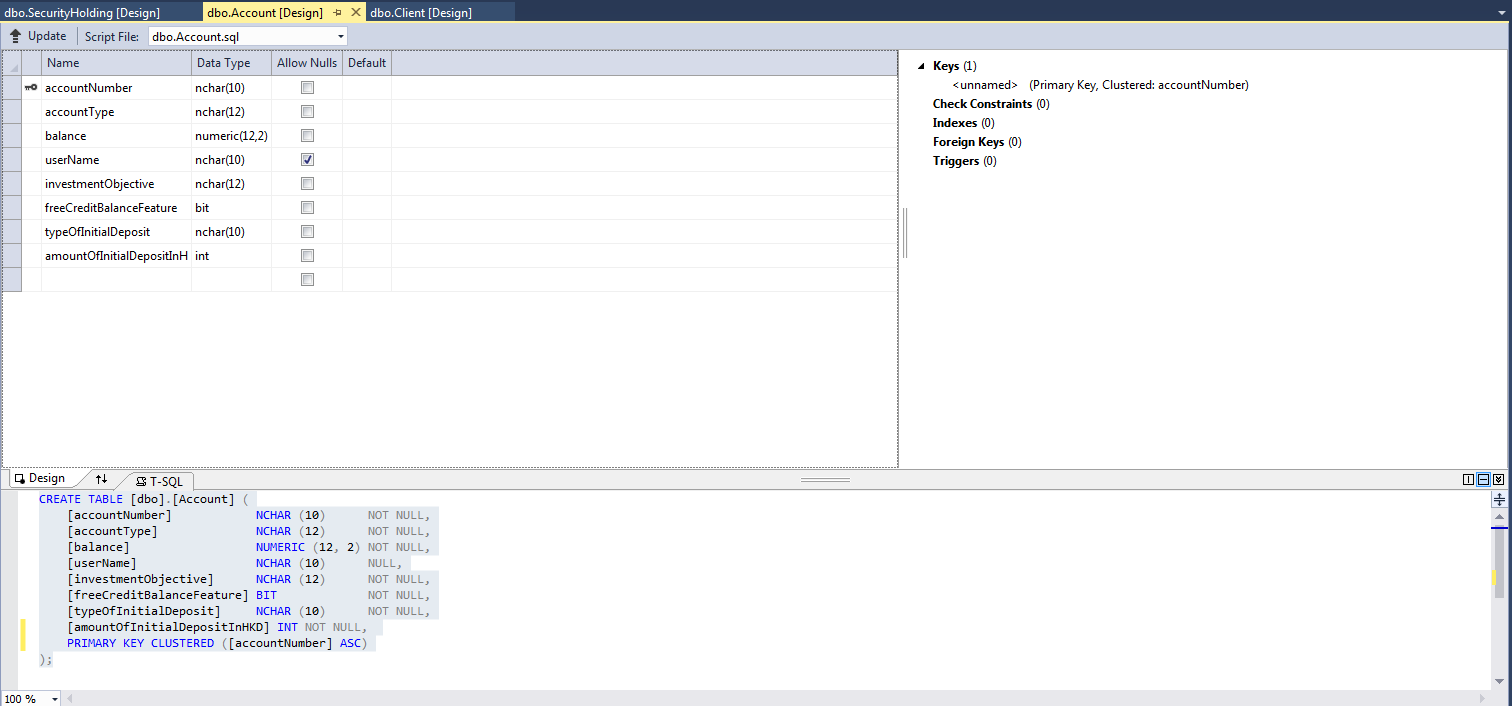 dbo.SecurityHolding [Design] dbo.Account [Design] dbo.Client [Design]
Update Script File: dbo.Account.sql
Name Data Type Allow Nulls Default
accountNumber nchar(10)
accountType nchar(12)
balance numeric(12,2)
userName nchar(10)
investmentObjective nchar(12)
freeCreditBalanceFeature bit
typeOfInitialDeposit nchar(10)
amountOfInitialDepositInH int
Keys (1)
<unnamed> (Primary Key, Clustered: accountNumber)
Check Constraints (0)
Indexes (0)
Foreign Keys (0)
Triggers (0)
Design T-SQL
CREATE TABLE [dbo].[Account] (
[accountNumber] NCHAR (10) NOT NULL,
[accountType] NCHAR (12) NOT NULL,
[balance] NUMERIC (12, 2) NOT NULL,
[userName] NCHAR (10) NULL,
[investmentObjective] NCHAR (12) NOT NULL,
[freeCreditBalanceFeature] BIT NOT NULL,
[typeOfInitialDeposit] NCHAR (10) NOT NULL,
[amountOfInitialDepositInHKD] INT NOT NULL,
PRIMARY KEY CLUSTERED ([accountNumber] ASC)
);
100 %